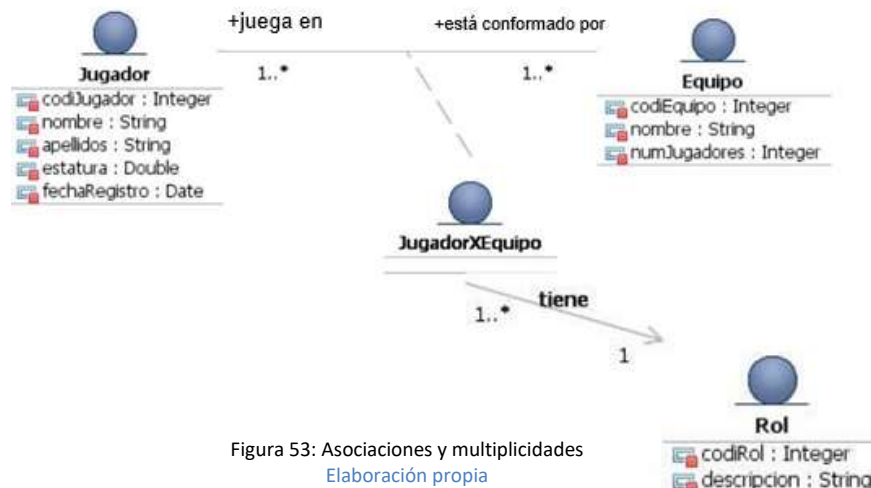 +juega en
+está conformado por
1..*
1..*
Jugador
codiJugador : Integer
nombre : String
apellidos : String
estatura : Double
fechaRegistro : Date
Equipo
codiEquipo : Integer
nombre : String
numJugadores : Integer
JugadorXEquipo
tiene
1..*
1
Rol
codiRol : Integer
descripcion : String
Figura 53: Asociaciones y multiplicidades
Elaboración propia